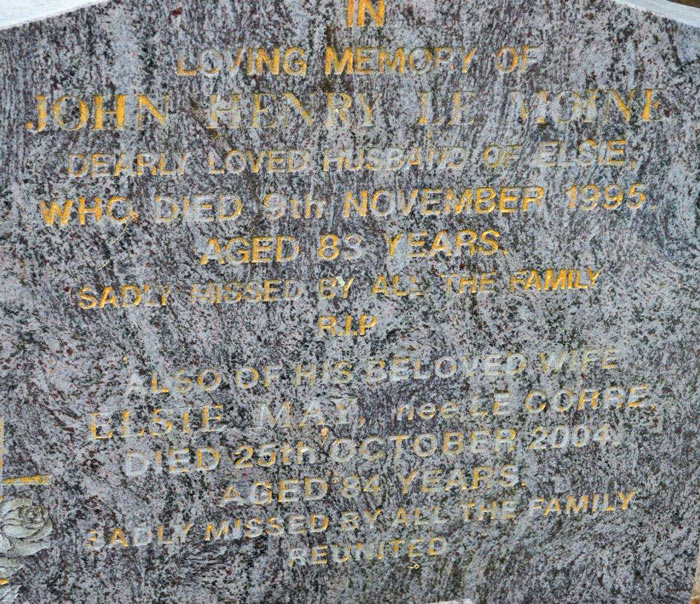 IN
LOVING MEMORY OF
JOHN HENRY LE MOINE
DEARLY LOVED HUSBAND OF ELSIE,
WHO DIED 9th NOVEMBER 1995
AGED 83 YEARS.
SADLY MISSED BY ALL THE FAMILY
R.I.P
ALSO OF HIS BELOVED WIFE
ELSIE MAY, nee LE CORRE,
DIED 25th OCTOBER 2004.
AGED 84 YEARS.
SADLY MISSED BY ALL THE FAMILY
REUNITED